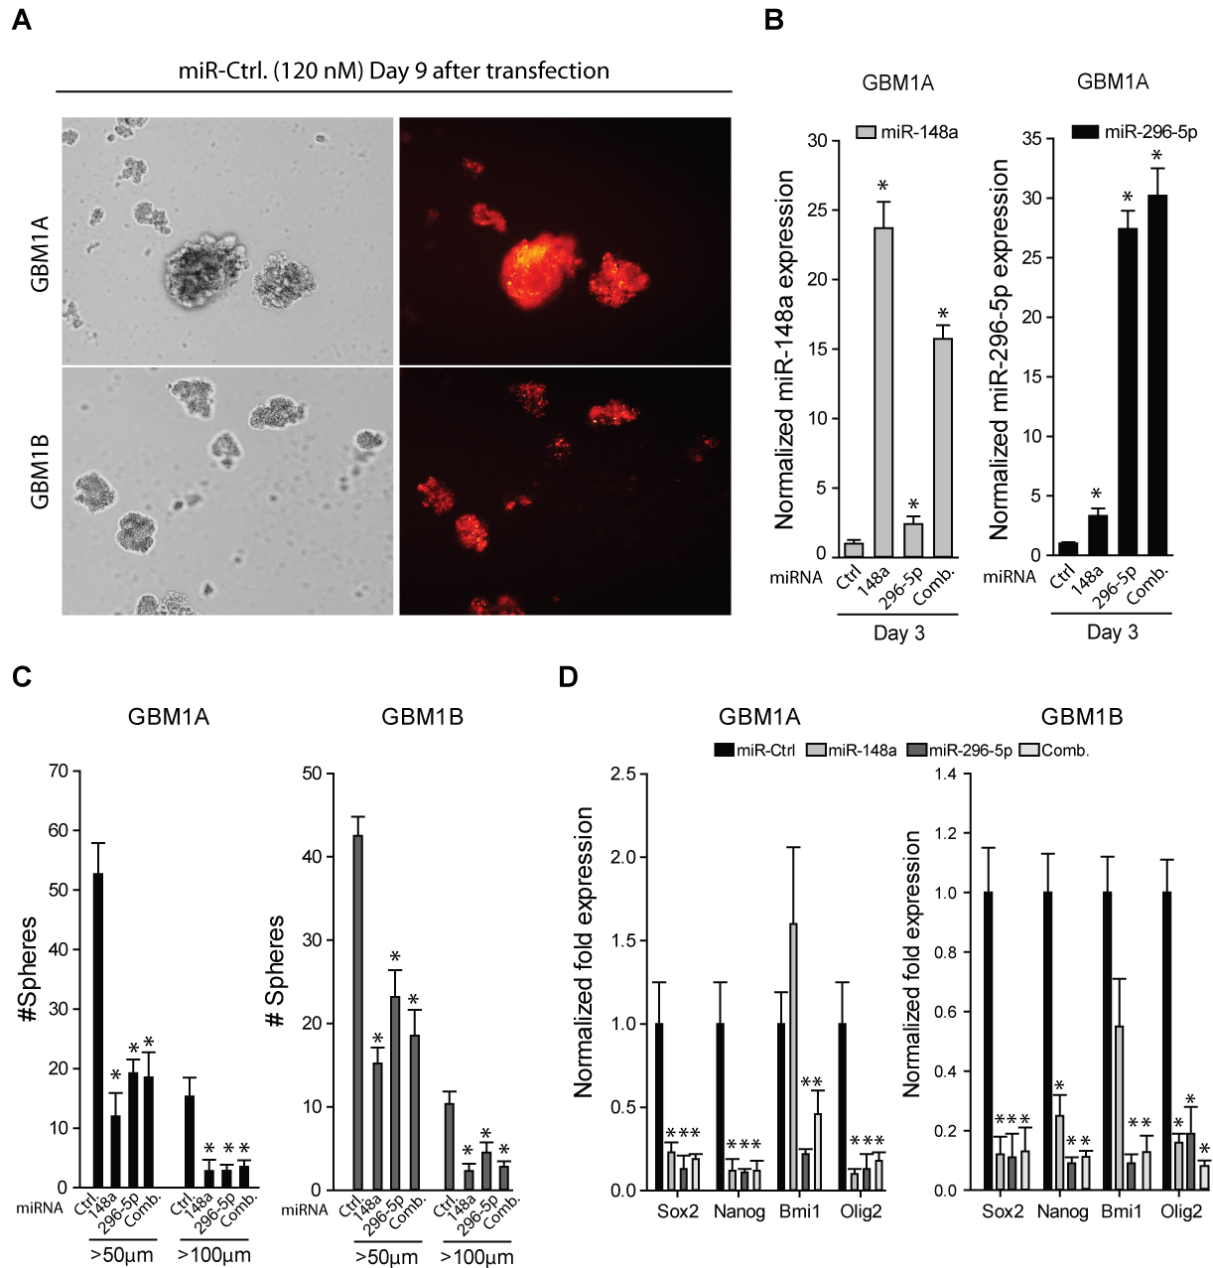 A
miR-Ctrl. (120 nM) Day 9 after transfection
GBM1A
GBM1B
B
GBM1A
miR-148a
Normalized miR-148a expression
30
25
20
15
10
5
0
*
*
*
miRNA
Ctrl
148a
296-5p
Comb.
Day 3
GBM1A
miR-296-5p
Normalized miR-296-5p expression
35
30
25
20
15
10
5
0
*
*
*
miRNA
Ctrl
148a
296-5p
Comb.
Day 3
C
GBM1A
#Spheres
70
60
50
40
30
20
10
0
* * *
* * *
miRNA
Ctrl.
148a
296-5p
Comb.
Ctrl.
148a
296-5p
Comb.
>50µm
>100µm
GBM1B
# Spheres
50
40
30
20
10
0
* * *
* * *
miRNA
Ctrl.
148a
296-5p
Comb.
Ctrl.
148a
296-5p
Comb.
>50µm
>100µm
D
GBM1A
GBM1B
miR-Ctrl miR-148a miR-296-5p Comb.
Normalized fold expression
2.5
2.0
1.5
1.0
0.5
0.0
***
***
**
***
Sox2 Nanog Bmi1 Olig2
Normalized fold expression
1.4
1.2
1.0
0.8
0.6
0.4
0.2
0.0
***
* * *
* *
* * *
Sox2 Nanog Bmi1 Olig2